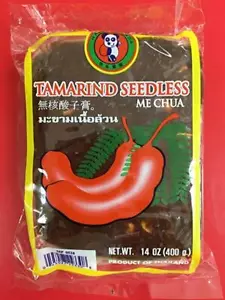 TAMARIND SEEDLESS
ME CHUA
無核酸子膏。
มะขามเนื้อล้วน
NET.WT. 14 OZ (400 g.)
PRODUCT OF THAILAND